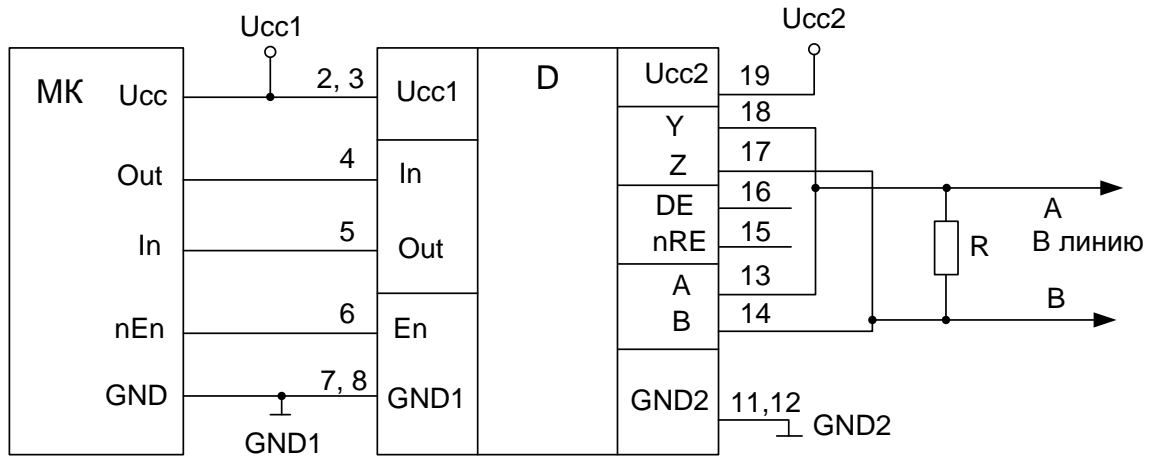 Ucc1
Ucc2
МК
Ucc
2, 3
Ucc1
D
Ucc2
19
Y
18
Out
4
In
Z
17
DE
16
A
In
5
Out
nRE
15
R
В линию
A
13
nEn
6
En
B
14
B
GND
7, 8
GND1
GND2
11,12
GND1
GND2